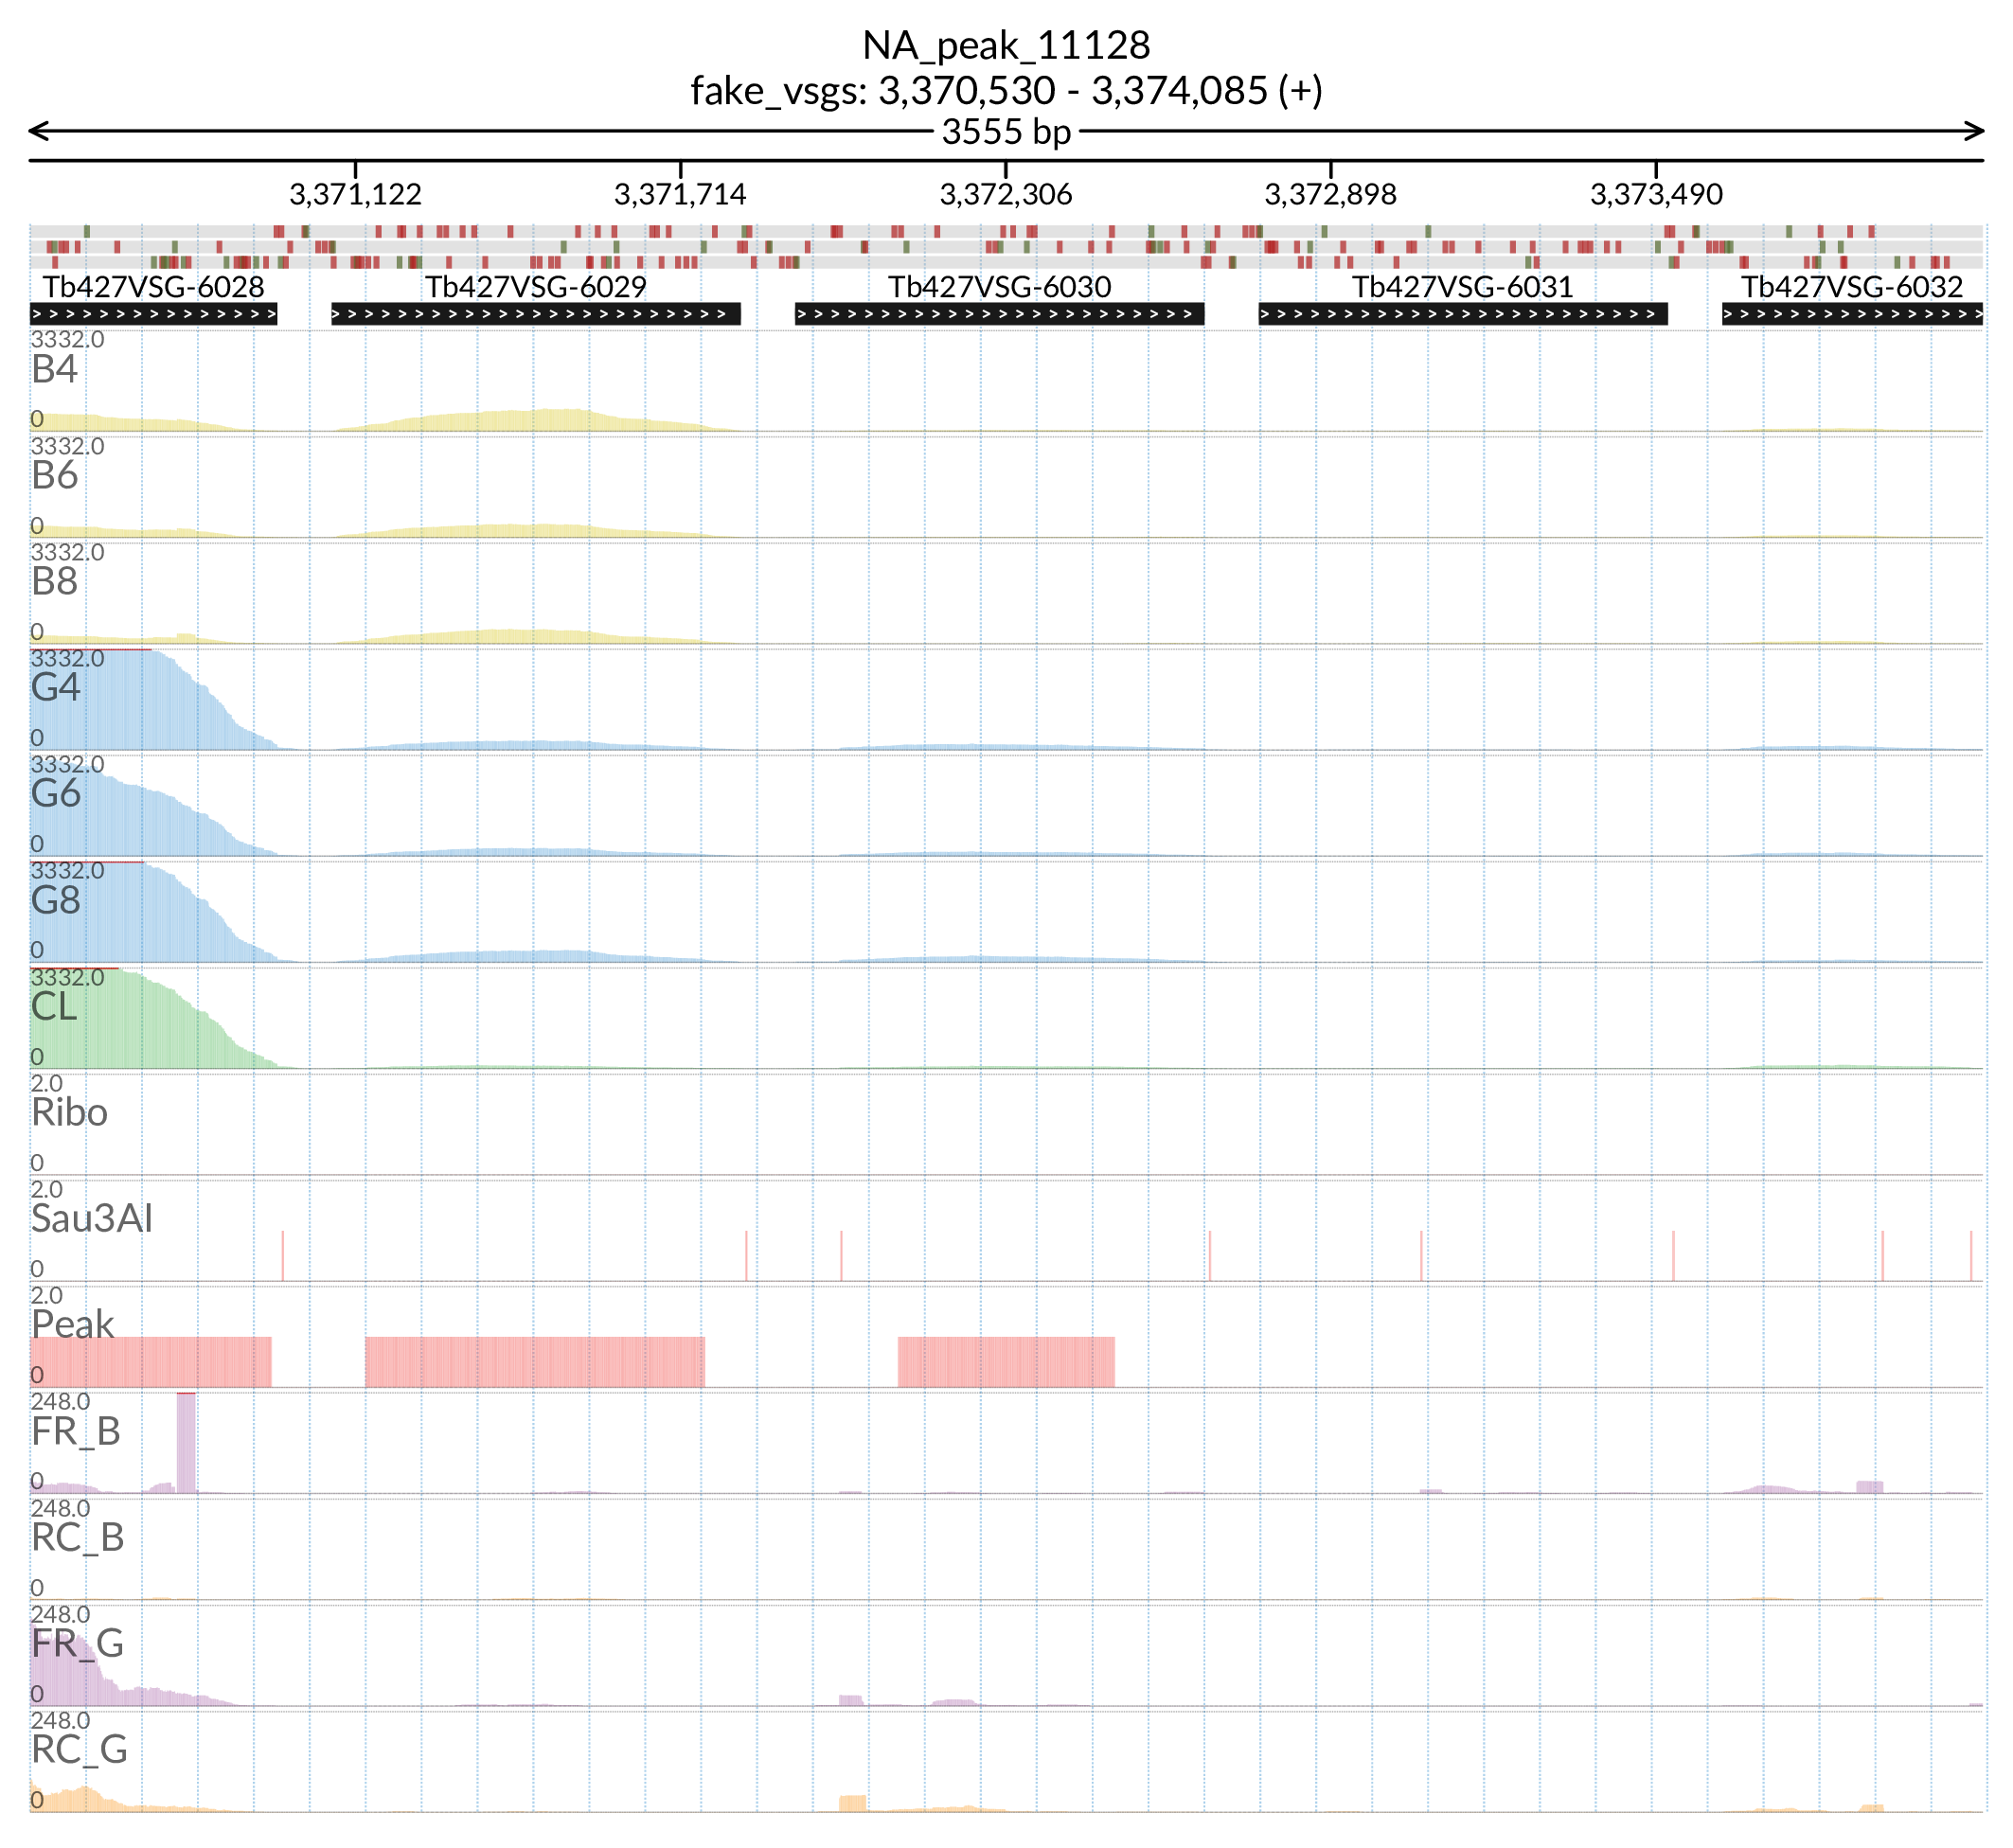 NA_peak_11128
fake_vsgs: 3,370,530 - 3,374,085 (+)
3555 bp
3,371,122 3,371,714 3,372,306 3,372,898 3,373,490
Tb427VSG-6028 Tb427VSG-6029 Tb427VSG-6030 Tb427VSG-6031 Tb427VSG-6032
3332.0
B4
0
3332.0
B6
0
3332.0
B8
0
3332.0
G4
0
3332.0
G6
0
3332.0
G8
0
3332.0
CL
0
2.0
Ribo
0
2.0
Sau3AI
0
2.0
Peak
0
248.0
FR_B
0
248.0
RC_B
0
248.0
FR_G
0
248.0
RC_G
0